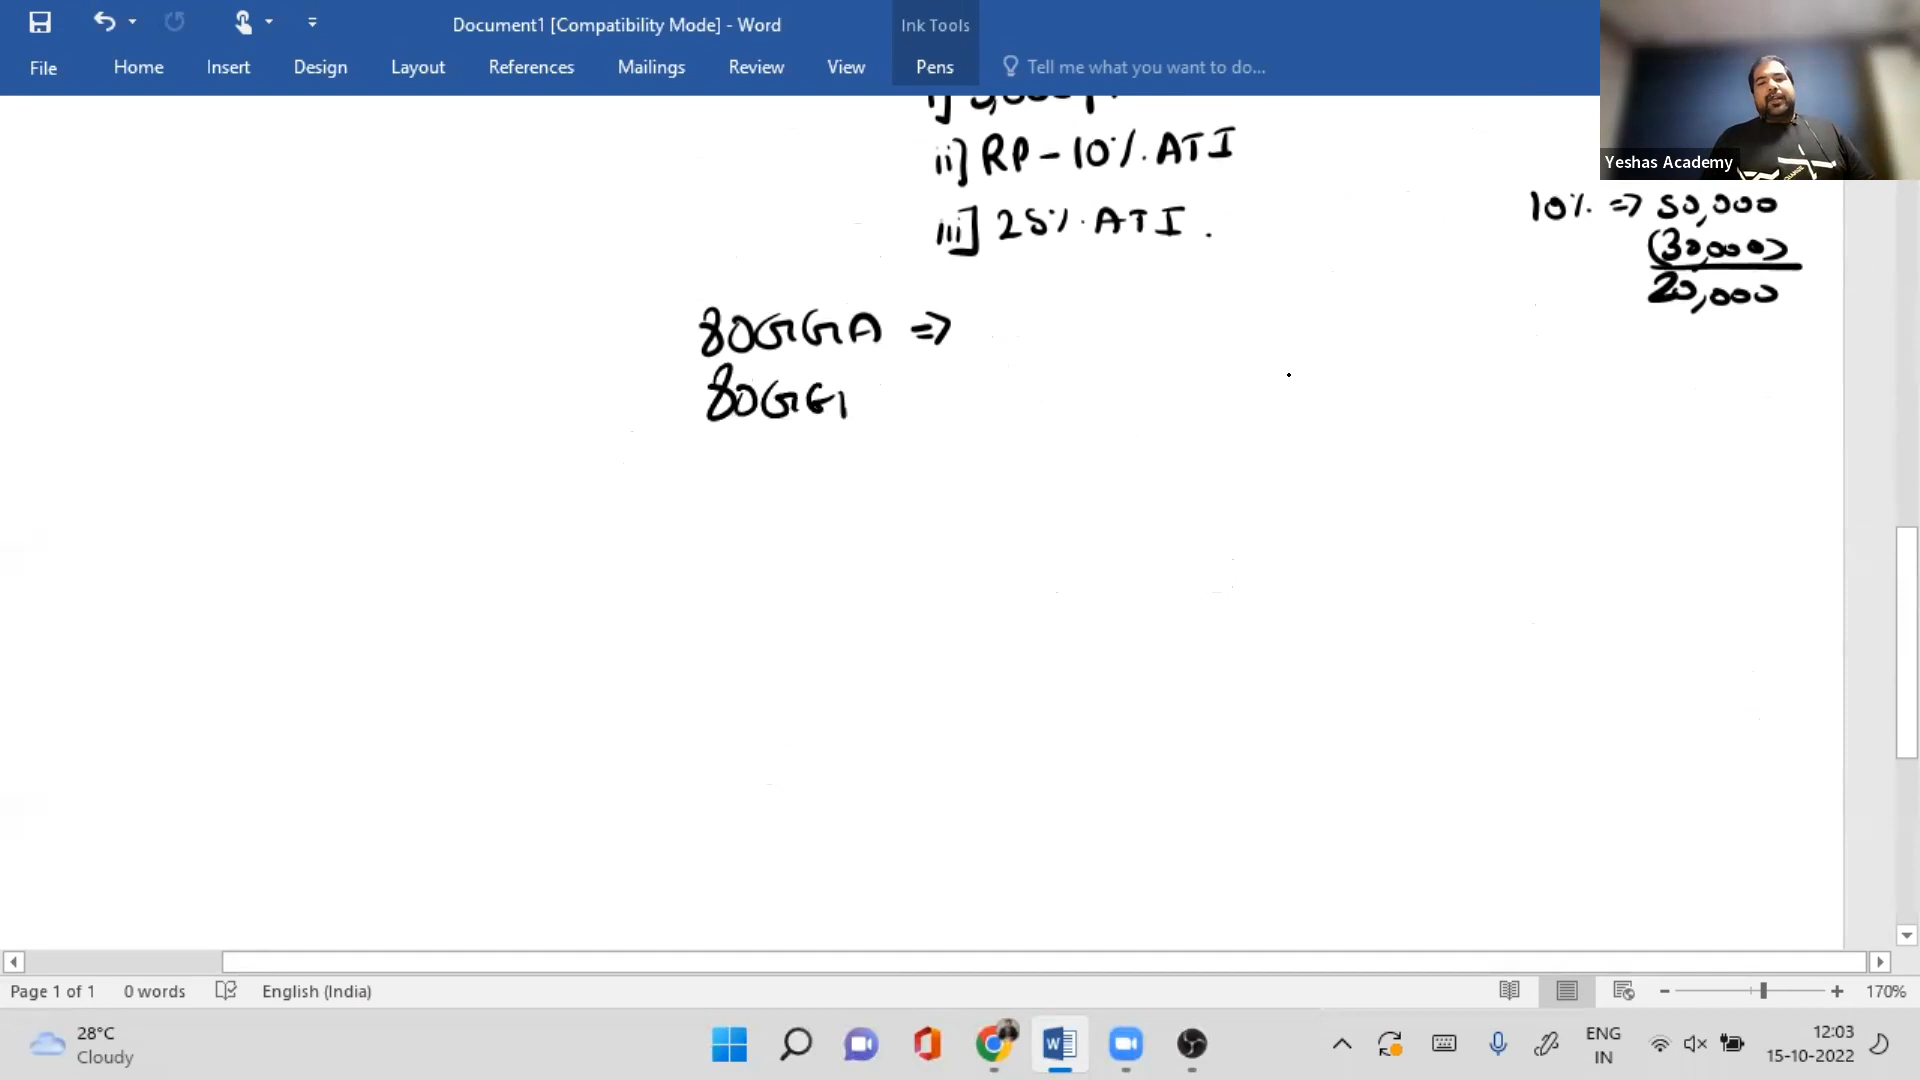 Document1 [Compatibility Mode] - Word
Ink Tools
File Home Insert Design Layout References Mailings Review View Pens Tell me what you want to do...
Yeshas Academy
ii] RP - 10% ATI
iii] 25% ATI.
10% => 50,000
(30,000)
20,000
80GGA =>
80GG
Page 1 of 1 0 words English (India) 170%
28°C
Cloudy
ENG
IN
12:03
15-10-2022